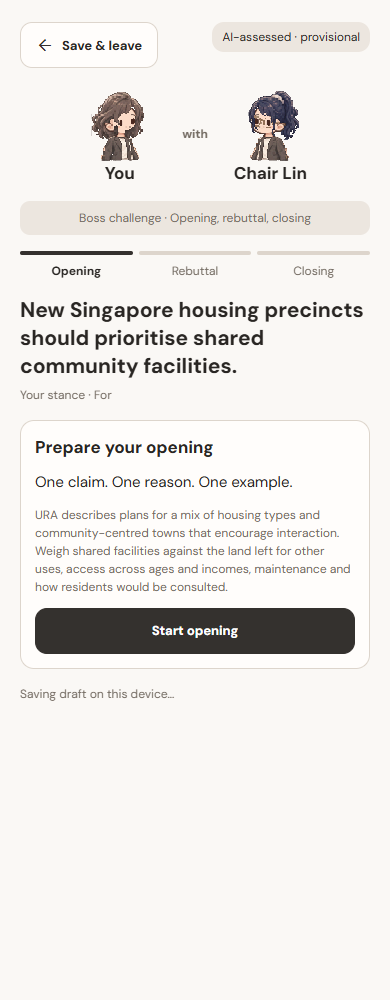 Save & leave
AI-assessed · provisional
with
You
Chair Lin
Boss challenge · Opening, rebuttal, closing
Opening
Rebuttal
Closing
New Singapore housing precincts
should prioritise shared
community facilities.
Your stance · For
Prepare your opening
One claim. One reason. One example.
URA describes plans for a mix of housing types and
community-centred towns that encourage interaction.
Weigh shared facilities against the land left for other
uses, access across ages and incomes, maintenance and
how residents would be consulted.
Start opening
Saving draft on this device…